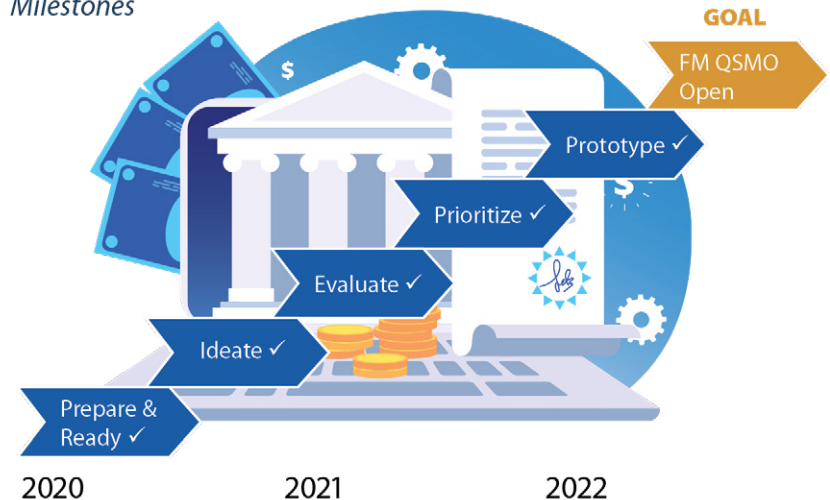 Milestones
GOAL
FM QSMO
Open
Prototype ✓
Prioritize ✓
Evaluate ✓
Ideate ✓
Prepare &
Ready ✓
$
$
2020 2021 2022